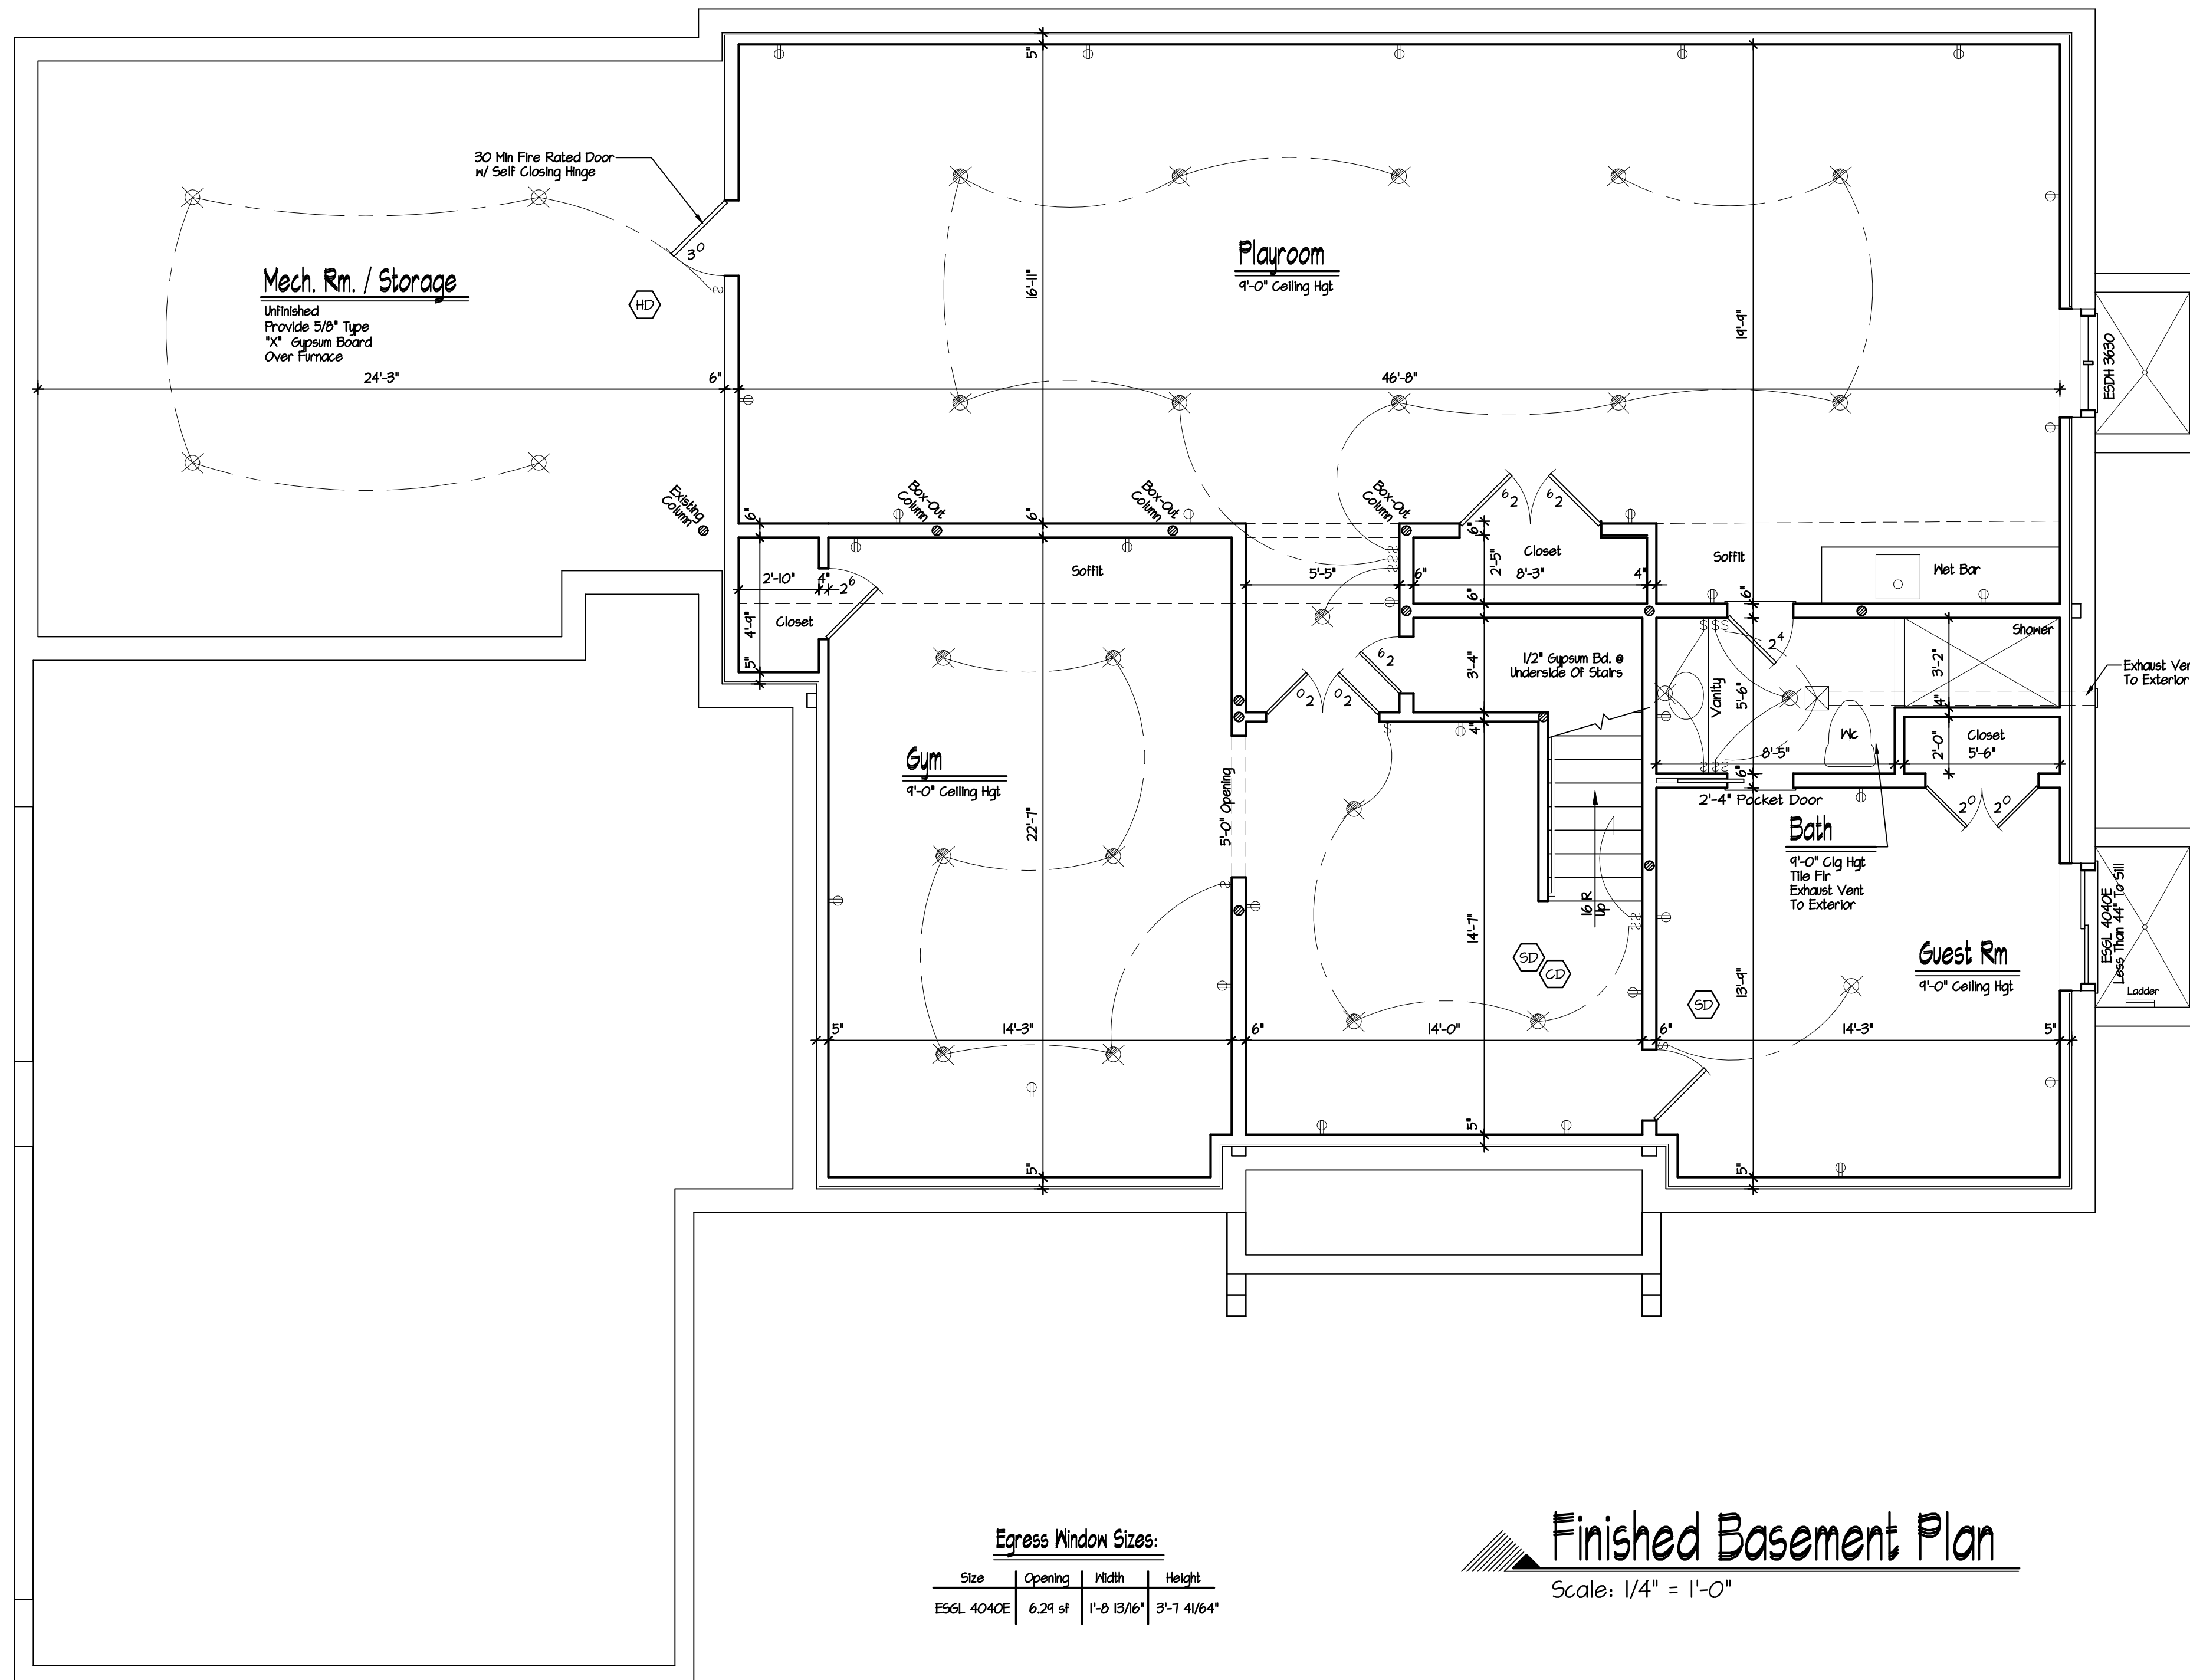 5"
30 Min Fire Rated Door
w/ Self Closing Hinge
3⁰
Mech. Rm. / Storage
Unfinished
Provide 5/8" Type
"X" Gypsum Board
Over Furnace
HD
Playroom
9'-0" Ceiling Hgt
16'-11"
19'-9"
ESDH 3630
24'-3"
6"
46'-8"
Existing
Column
Box-Out
Column
Box-Out
Column
Box-Out
Column
2⁶
2⁶
6"
6"
6"
2'-10"
4"
2⁶
Soffit
5'-5"
6"
2'-5"
Closet
8'-3"
4"
Soffit
Wet Bar
4'-9"
Closet
5"
6"
6"
Shower
2⁴
3'-4"
2⁶
1/2" Gypsum Bd. @
Underside Of Stairs
Vanity
5'-6"
3'-2"
4"
Exhaust Ver
To Exterior
2⁰
2⁰
4"
Gym
9'-0" Ceiling Hgt
5'-0" Opening
Wc
Closet
5'-6"
8'-5"
2'-0"
6"
2'-4" Pocket Door
2⁰
2⁰
Bath
9'-0" Clg Hgt
Tile Flr
Exhaust Vent
To Exterior
22'-7"
14'-7"
16 R
Up
SD
CD
SD
13'-9"
Guest Rm
9'-0" Ceiling Hgt
ESGL 4040E
Less Than 44" To Sill
Ladder
5"
14'-3"
6"
14'-0"
6"
14'-3"
5"
5"
5"
5"
Egress Window Sizes:
Size Opening Width Height
ESGL 4040E 6.29 sf 1'-8 13/16" 3'-7 41/64"
Finished Basement Plan
Scale: 1/4" = 1'-0"